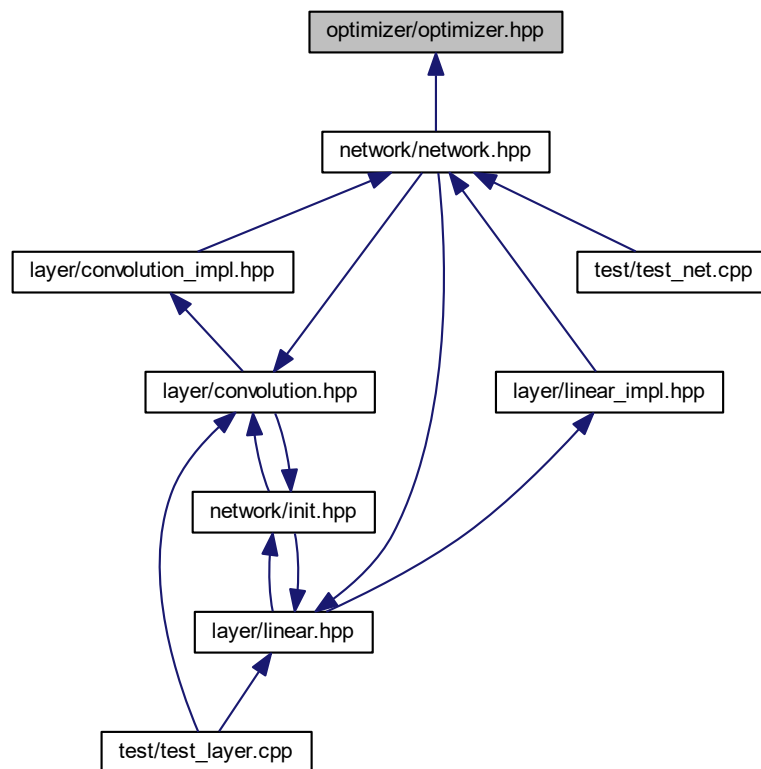 optimizer/optimizer.hpp
network/network.hpp
layer/convolution_impl.hpp
test/test_net.cpp
layer/convolution.hpp
layer/linear_impl.hpp
network/init.hpp
layer/linear.hpp
test/test_layer.cpp